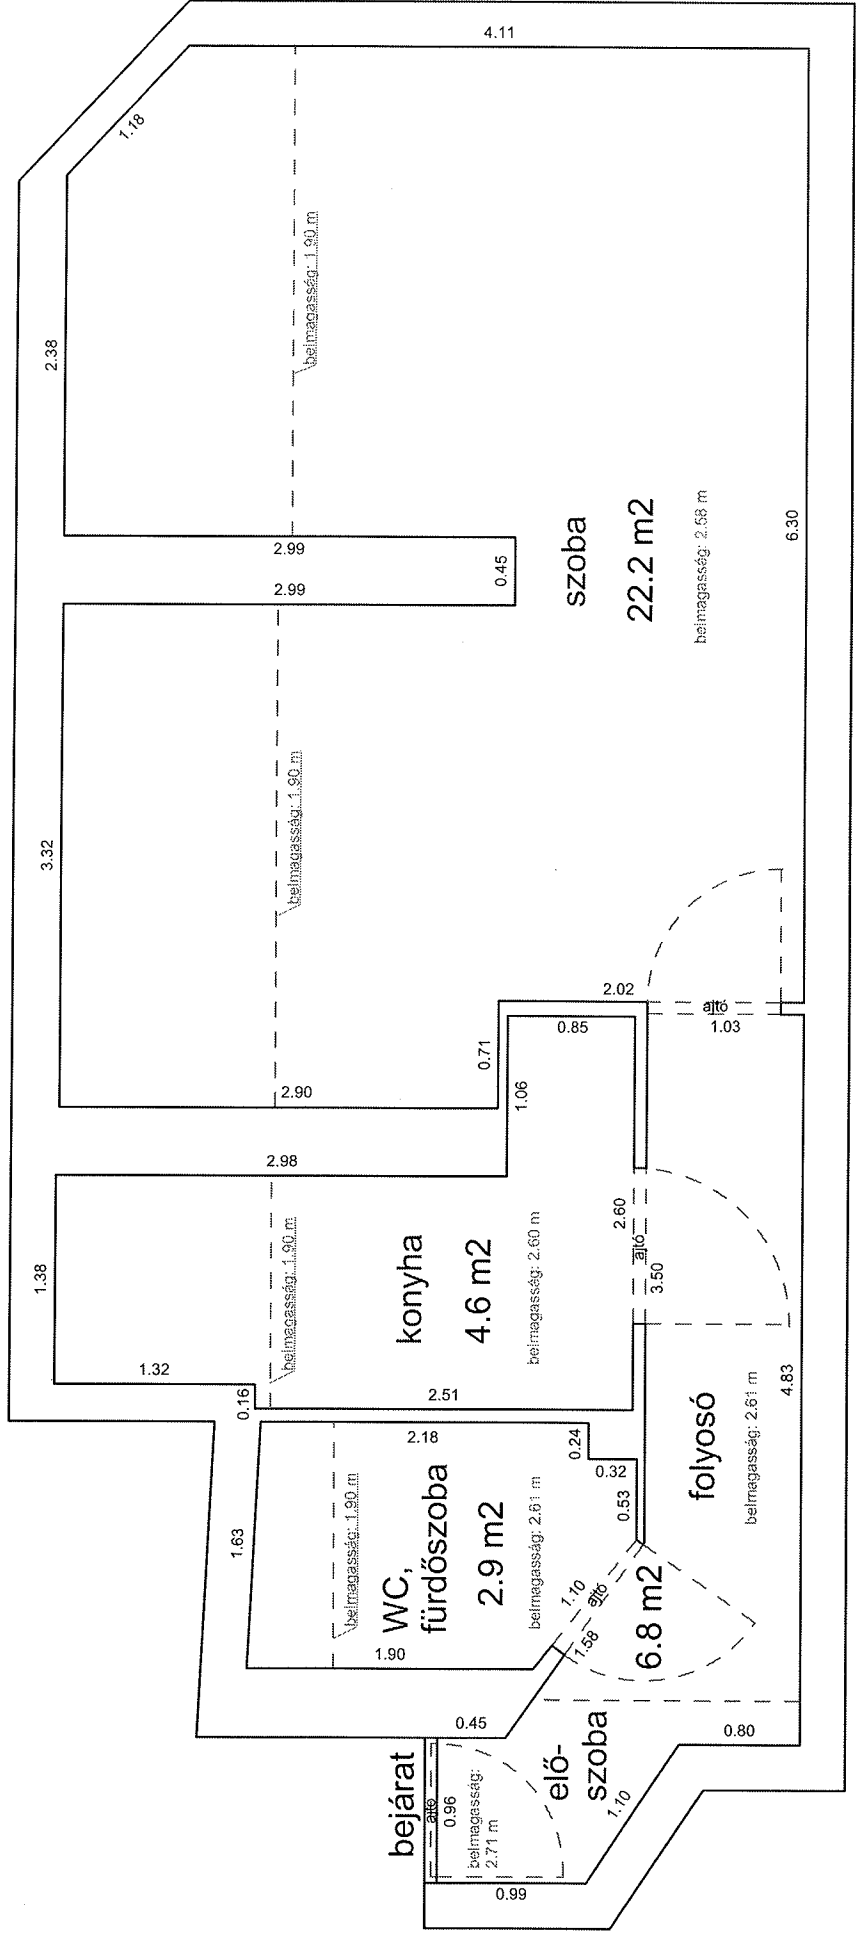 4.11
1.18
2.38
belmagasság: 1.90 m
2.99
0.45
2.99
szoba
22.2 m2
belmagasság: 2.58 m
6.30
3.32
belmagasság: 1.90 m
2.90
0.71
2.02
0.85
1.06
ajtó
1.03
2.98
1.38
belmagasság: 1.90 m
konyha
4.6 m2
belmagasság: 2.60 m
2.60
ajtó
3.50
1.32
0.16
2.51
4.83
folyosó
belmagasság: 2.61 m
2.18
0.24
0.32
0.53
1.63
belmagasság: 1.90 m
WC,
fürdőszoba
2.9 m2
belmagasság: 2.61 m
1.90
1.10
ajtó
1.58
6.8 m2
0.45
elő-
szoba
0.80
1.10
bejárat
ajtó
0.96
belmagasság:
2.71 m
0.99